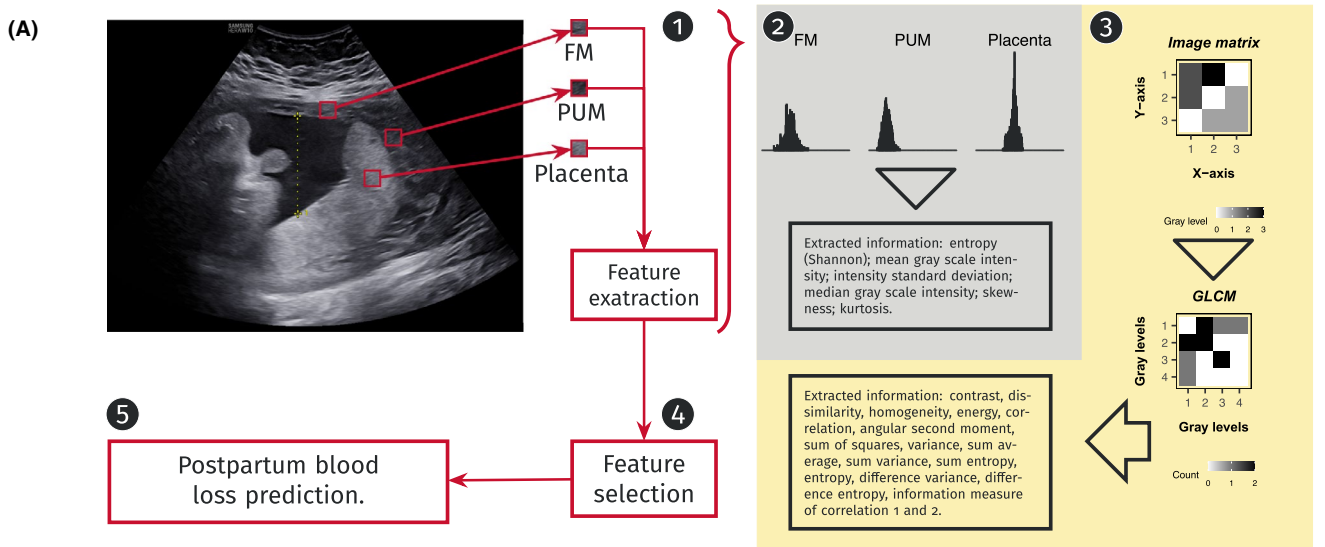 (A)
SAMSUNG
HERA W10
FM
PUM
Placenta
1
Feature
exatraction
4
Feature
selection
5
Postpartum blood
loss prediction.
2
FM
PUM
Placenta
Extracted information: entropy
(Shannon); mean gray scale inten-
sity; intensity standard deviation;
median gray scale intensity; skew-
ness; kurtosis.
3
Image matrix
Y-axis
1
2
3
1 2 3
X-axis
Gray level
0 1 2 3
GLCM
Gray levels
1
2
3
4
1 2 3 4
Gray levels
Count
0 1 2
Extracted information: contrast, dis-
similarity, homogeneity, energy, cor-
relation, angular second moment,
sum of squares, variance, sum av-
erage, sum variance, sum entropy,
entropy, difference variance, differ-
ence entropy, information measure
of correlation 1 and 2.